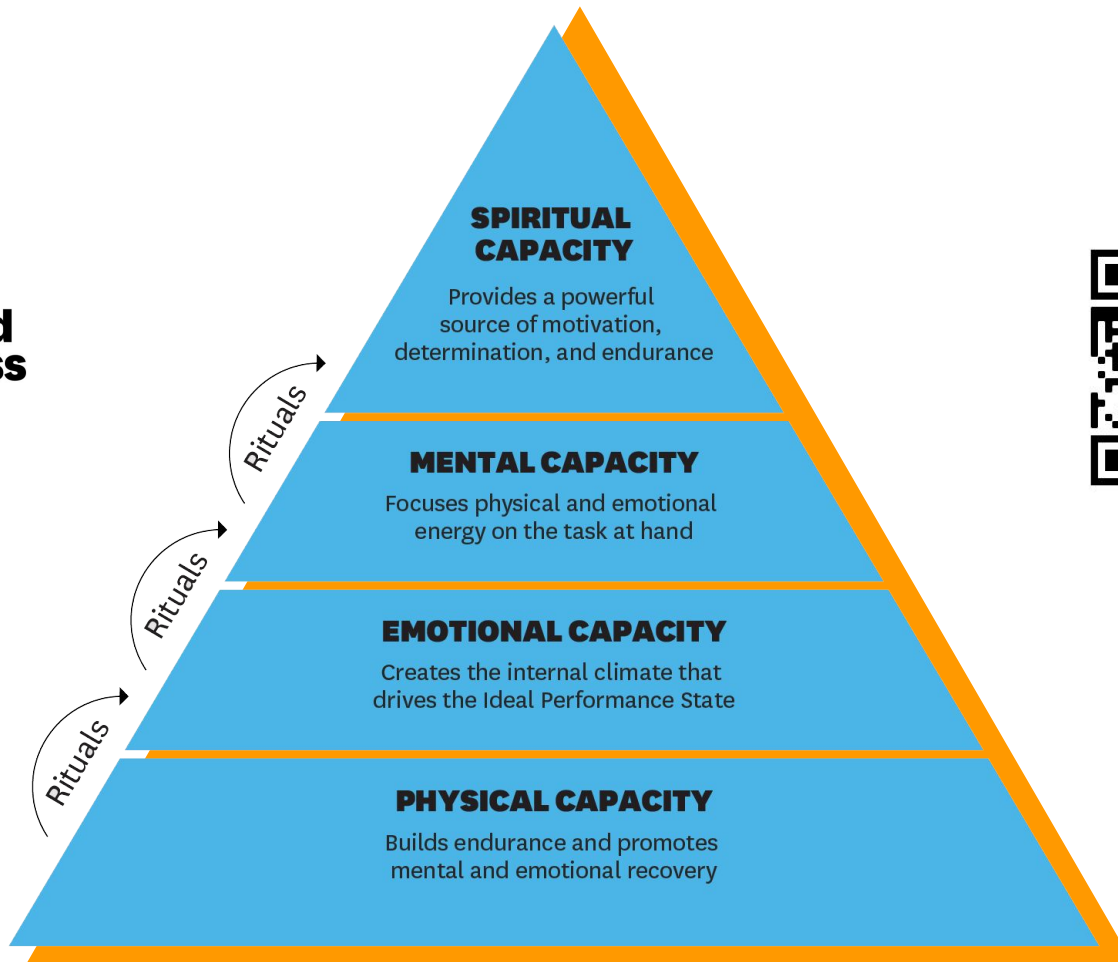 SPIRITUAL
CAPACITY
Provides a powerful
source of motivation,
determination, and endurance
Rituals
MENTAL CAPACITY
Focuses physical and emotional
energy on the task at hand
Rituals
EMOTIONAL CAPACITY
Creates the internal climate that
drives the Ideal Performance State
Rituals
PHYSICAL CAPACITY
Builds endurance and promotes
mental and emotional recovery